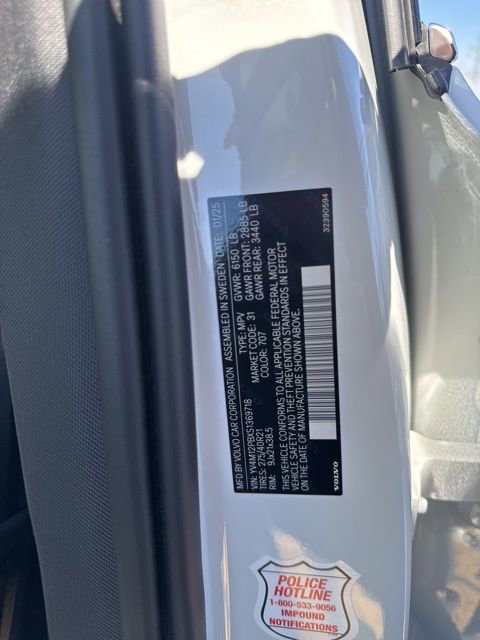 MFD BY VOLVO CAR CORPORATION ASSEMBLED IN SWEDEN DATE: 01/25
GVWR: 6150 LB
VIN: YV4M12PBXS1369718 TYPE: MPV GAWR FRONT: 2885 LB
TIRES: 275/40R21 MARKET CODE: 31 GAWR REAR: 3440 LB
RIM: 9Jx21x38,5 COLOR: 707
THIS VEHICLE CONFORMS TO ALL APPLICABLE FEDERAL MOTOR
VEHICLE SAFETY AND THEFT PREVENTION STANDARDS IN EFFECT
ON THE DATE OF MANUFACTURE SHOWN ABOVE.
VOLVO 32390594
POLICE
HOTLINE
1-800-533-9056
IMPOUND
NOTIFICATIONS